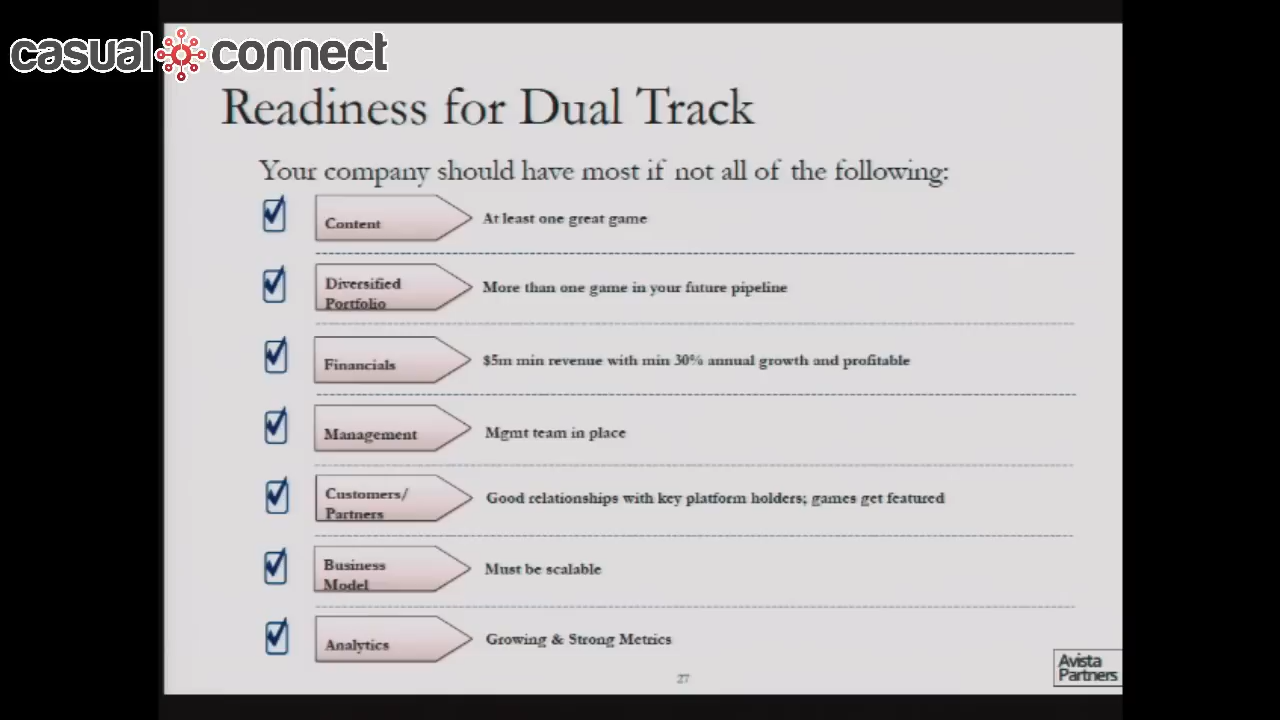 casual connect
Readiness for Dual Track
Your company should have most if not all of the following:
Content
At least one great game
Diversified
Portfolio
More than one game in your future pipeline
Financials
$5m min revenue with min 30% annual growth and profitable
Management
Mgmt team in place
Customers/
Partners
Good relationships with key platform holders; games get featured
Business
Model
Must be scalable
Analytics
Growing & Strong Metrics
27
Avista
Partners